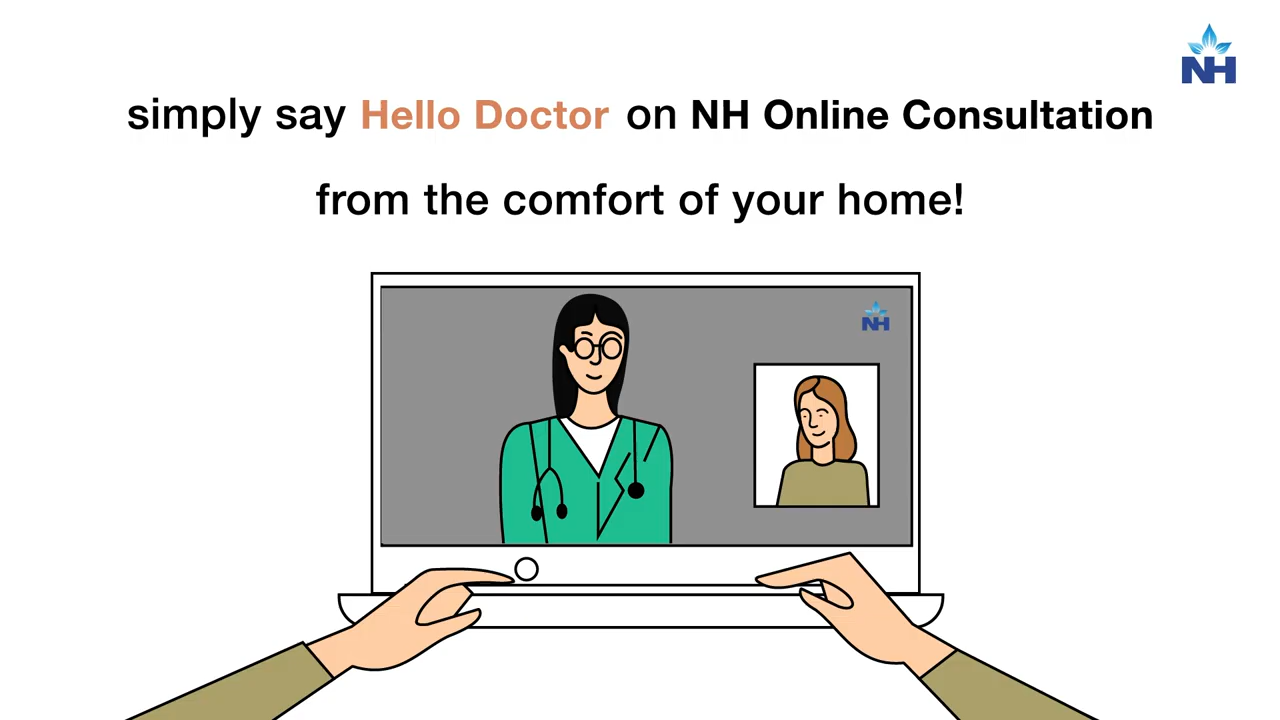 NH
simply say Hello Doctor on NH Online Consultation
from the comfort of your home!
NH